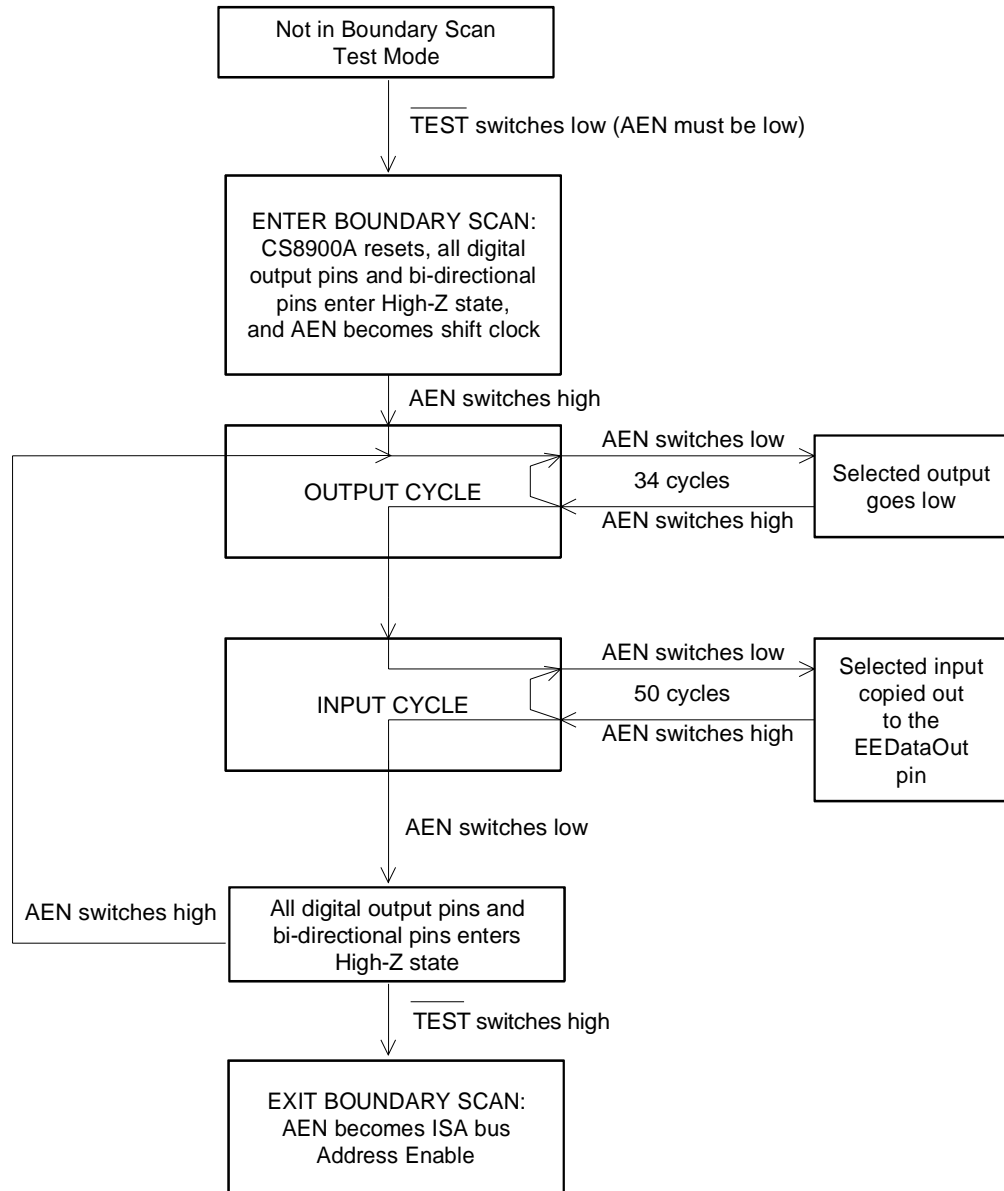 Not in Boundary Scan
Test Mode
TEST switches low (AEN must be low)
ENTER BOUNDARY SCAN:
CS8900A resets, all digital
output pins and bi-directional
pins enter High-Z state,
and AEN becomes shift clock
AEN switches high
AEN switches low
OUTPUT CYCLE
34 cycles
AEN switches high
Selected output
goes low
AEN switches low
INPUT CYCLE
50 cycles
AEN switches high
Selected input
copied out
to the
EEDataOut
pin
AEN switches low
AEN switches high
All digital output pins and
bi-directional pins enters
High-Z state
TEST switches high
EXIT BOUNDARY SCAN:
AEN becomes ISA bus
Address Enable